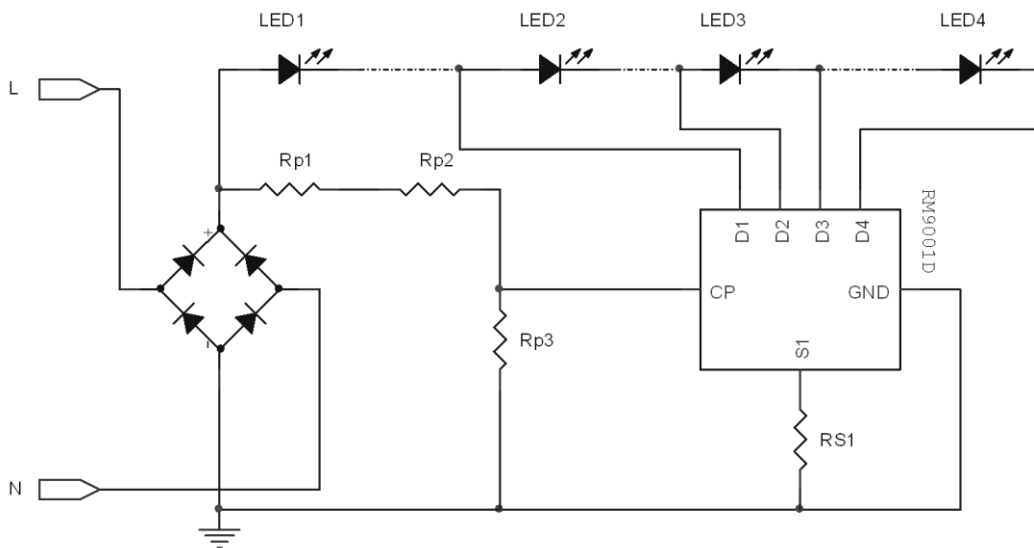 LED1 LED2 LED3 LED4
L
Rp1 Rp2
RM9001D
D1 D2 D3 D4
+
CP GND
-
Rp3
S1
RS1
N